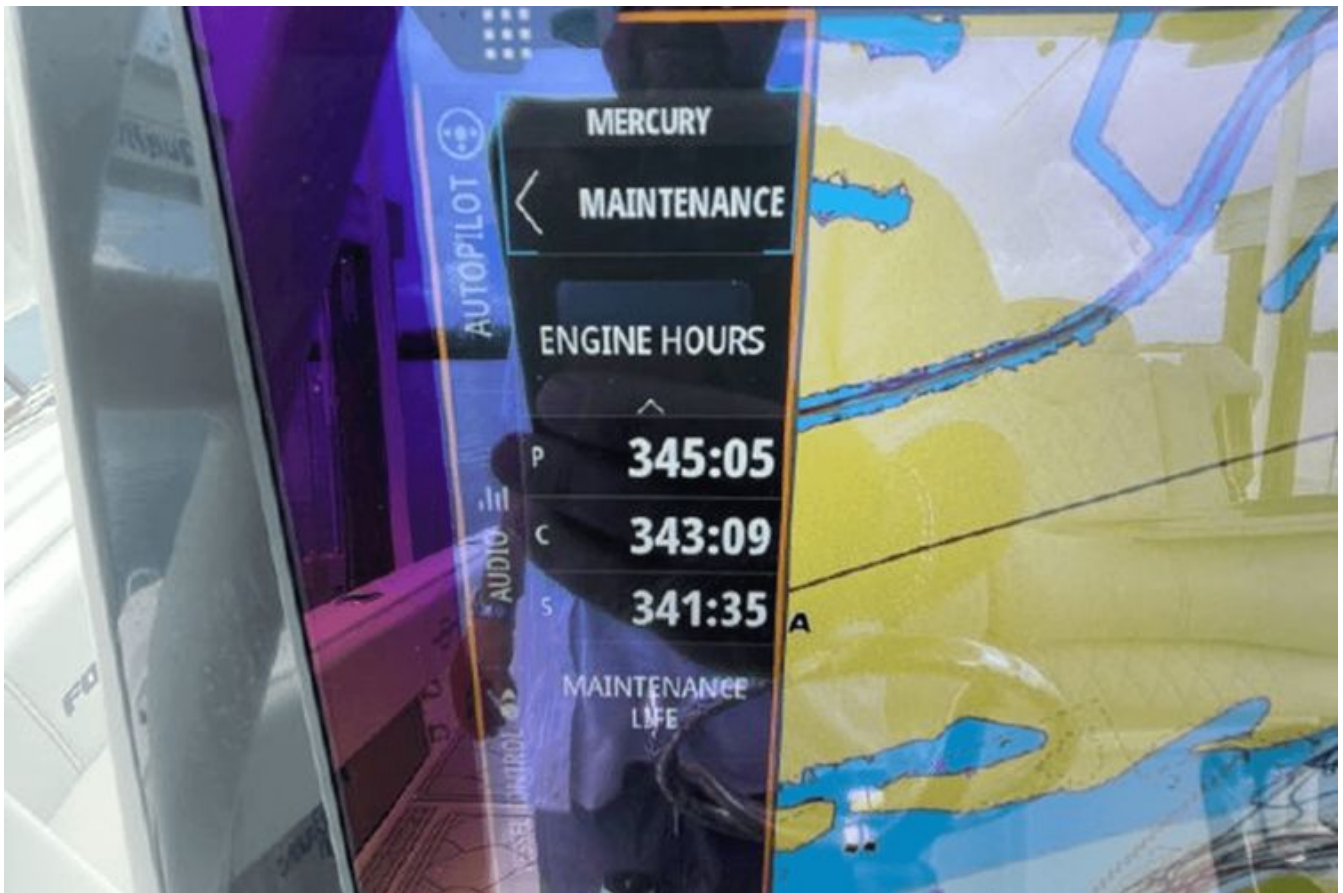 MERCURY
MAINTENANCE
AUTOPILOT
ENGINE HOURS
P 345:05
C 343:09
S 341:35
AUDIO
A
MAINTENANCE
LIFE